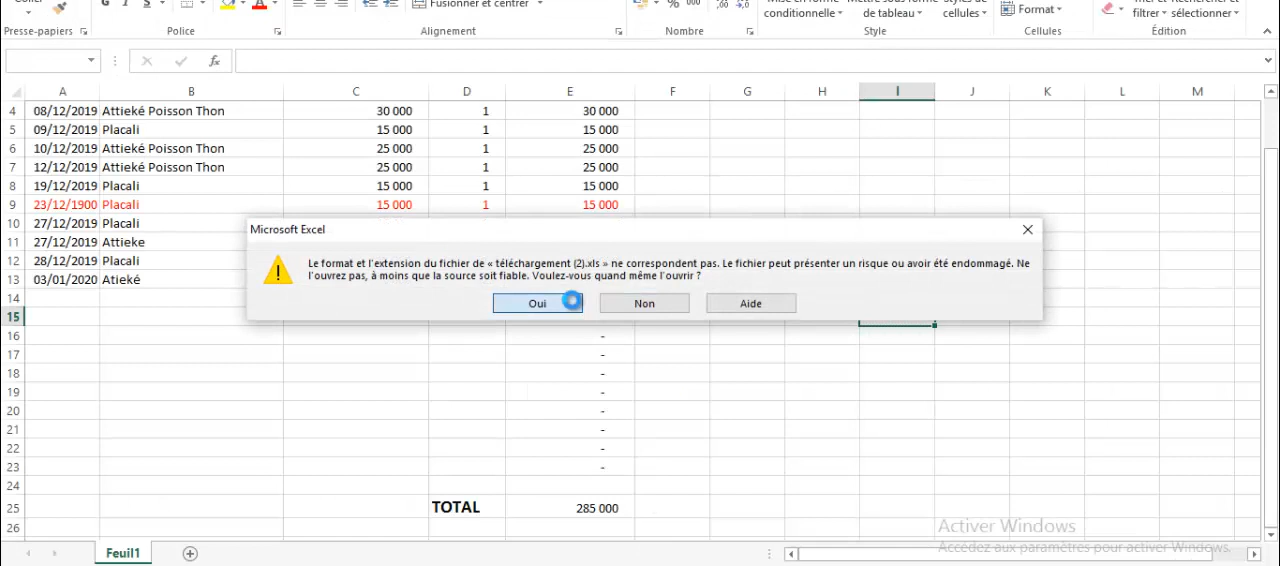 Fusionner et centrer
000
conditionnelle de tableau cellules
Format
filtrer sélectionner
Presse-papiers Police Alignement Nombre Style Cellules Édition
fx
A B C D E F G H I J K L M
4 08/12/2019 Attieké Poisson Thon 30 000 1 30 000
5 09/12/2019 Placali 15 000 1 15 000
6 10/12/2019 Attieké Poisson Thon 25 000 1 25 000
7 12/12/2019 Attieké Poisson Thon 25 000 1 25 000
8 19/12/2019 Placali 15 000 1 15 000
9 23/12/1900 Placali 15 000 1 15 000
10 27/12/2019 Placali
11 27/12/2019 Attieke
12 28/12/2019 Placali
13 03/01/2020 Atieké
Microsoft Excel
Le format et l'extension du fichier de « téléchargement (2).xls » ne correspondent pas. Le fichier peut présenter un risque ou avoir été endommagé. Ne
l'ouvrez pas, à moins que la source soit fiable. Voulez-vous quand même l'ouvrir ?
Oui Non Aide
14
15
16 -
17 -
18 -
19 -
20 -
21 -
22 -
23 -
24
25 TOTAL 285 000
26
Activer Windows
Accédez aux paramètres pour activer Windows.
Feuil1